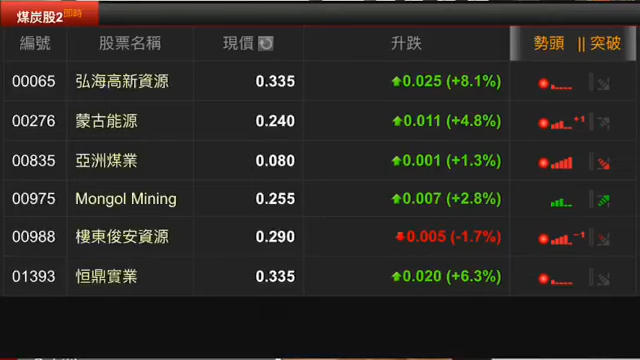 煤炭股2 即時
編號 股票名稱 現價 升跌 勢頭 || 突破
00065 弘海高新資源 0.335 0.025 (+8.1%)
00276 蒙古能源 0.240 0.011 (+4.8%) +1
00835 亞洲煤業 0.080 0.001 (+1.3%)
00975 Mongol Mining 0.255 0.007 (+2.8%)
00988 樓東俊安資源 0.290 0.005 (-1.7%) -1
01393 恒鼎實業 0.335 0.020 (+6.3%)